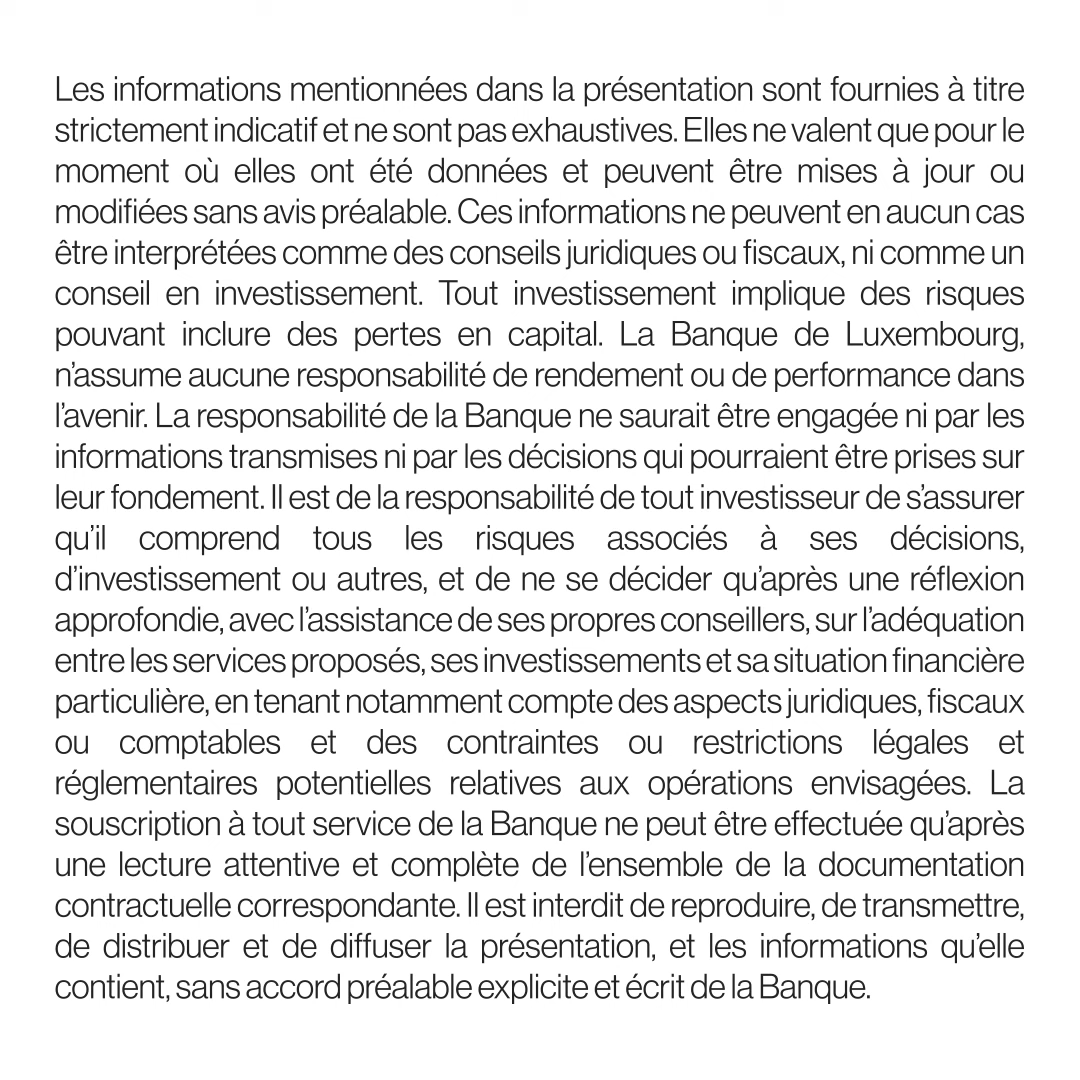 Les informations mentionnées dans la présentation sont fournies à titre
strictement indicatif et ne sont pas exhaustives. Elles ne valent que pour le
moment où elles ont été données et peuvent être mises à jour ou
modifiées sans avis préalable. Ces informations ne peuvent en aucun cas
être interprétées comme des conseils juridiques ou fiscaux, ni comme un
conseil en investissement. Tout investissement implique des risques
pouvant inclure des pertes en capital. La Banque de Luxembourg,
n’assume aucune responsabilité de rendement ou de performance dans
l’avenir. La responsabilité de la Banque ne saurait être engagée ni par les
informations transmises ni par les décisions qui pourraient être prises sur
leur fondement. Il est de la responsabilité de tout investisseur de s’assurer
qu’il comprend tous les risques associés à ses décisions,
d’investissement ou autres, et de ne se décider qu’après une réflexion
approfondie, avec l’assistance de ses propres conseillers, sur l’adéquation
entre les services proposés, ses investissements et sa situation financière
particulière, en tenant notamment compte des aspects juridiques, fiscaux
ou comptables et des contraintes ou restrictions légales et
réglementaires potentielles relatives aux opérations envisagées. La
souscription à tout service de la Banque ne peut être effectuée qu’après
une lecture attentive et complète de l’ensemble de la documentation
contractuelle correspondante. Il est interdit de reproduire, de transmettre,
de distribuer et de diffuser la présentation, et les informations qu’elle
contient, sans accord préalable explicite et écrit de la Banque.